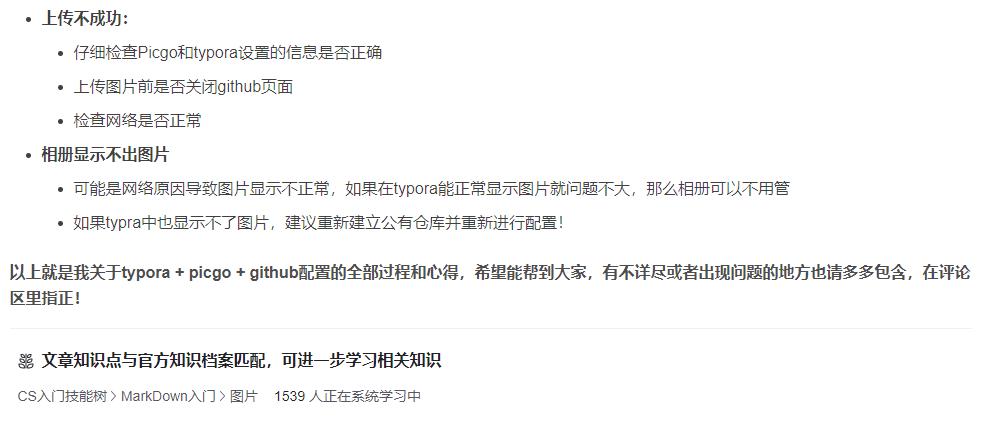 上传不成功：
仔细检查Picgo和typora设置的信息是否正确
上传图片前是否关闭github页面
检查网络是否正常
相册显示不出图片
可能是网络原因导致图片显示不正常，如果在typora能正常显示图片就问题不大，那么相册可以不用管
如果typra中也显示不了图片，建议重新建立公有仓库并重新进行配置！
以上就是我关于typora + picgo + github配置的全部过程和心得，希望能帮到大家，有不详尽或者出现问题的地方也请多多包含，在评论
区里指正！
文章知识点与官方知识档案匹配，可进一步学习相关知识
CS入门技能树 > MarkDown入门 > 图片 1539 人正在系统学习中